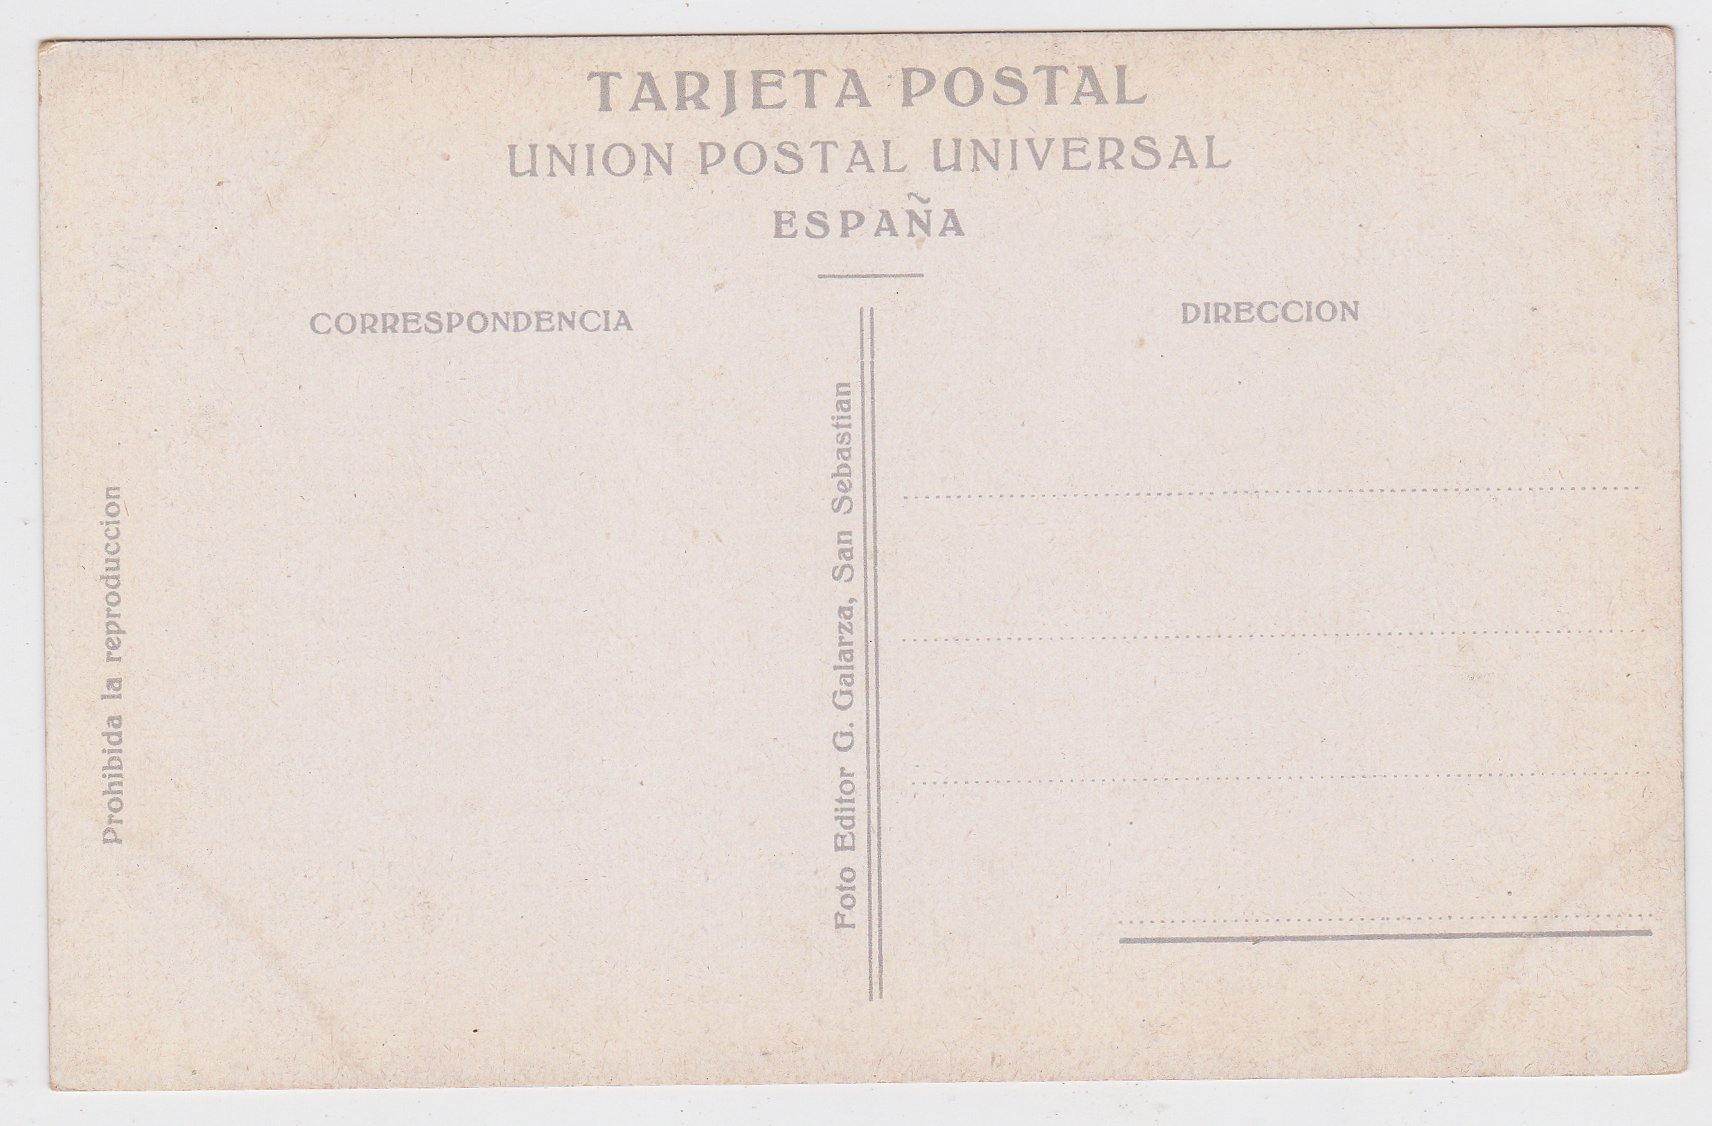 TARJETA POSTAL
UNION POSTAL UNIVERSAL
ESPAÑA
CORRESPONDENCIA
DIRECCION
Prohibida la reproduccion
Foto Editor G. Galarza, San Sebastian